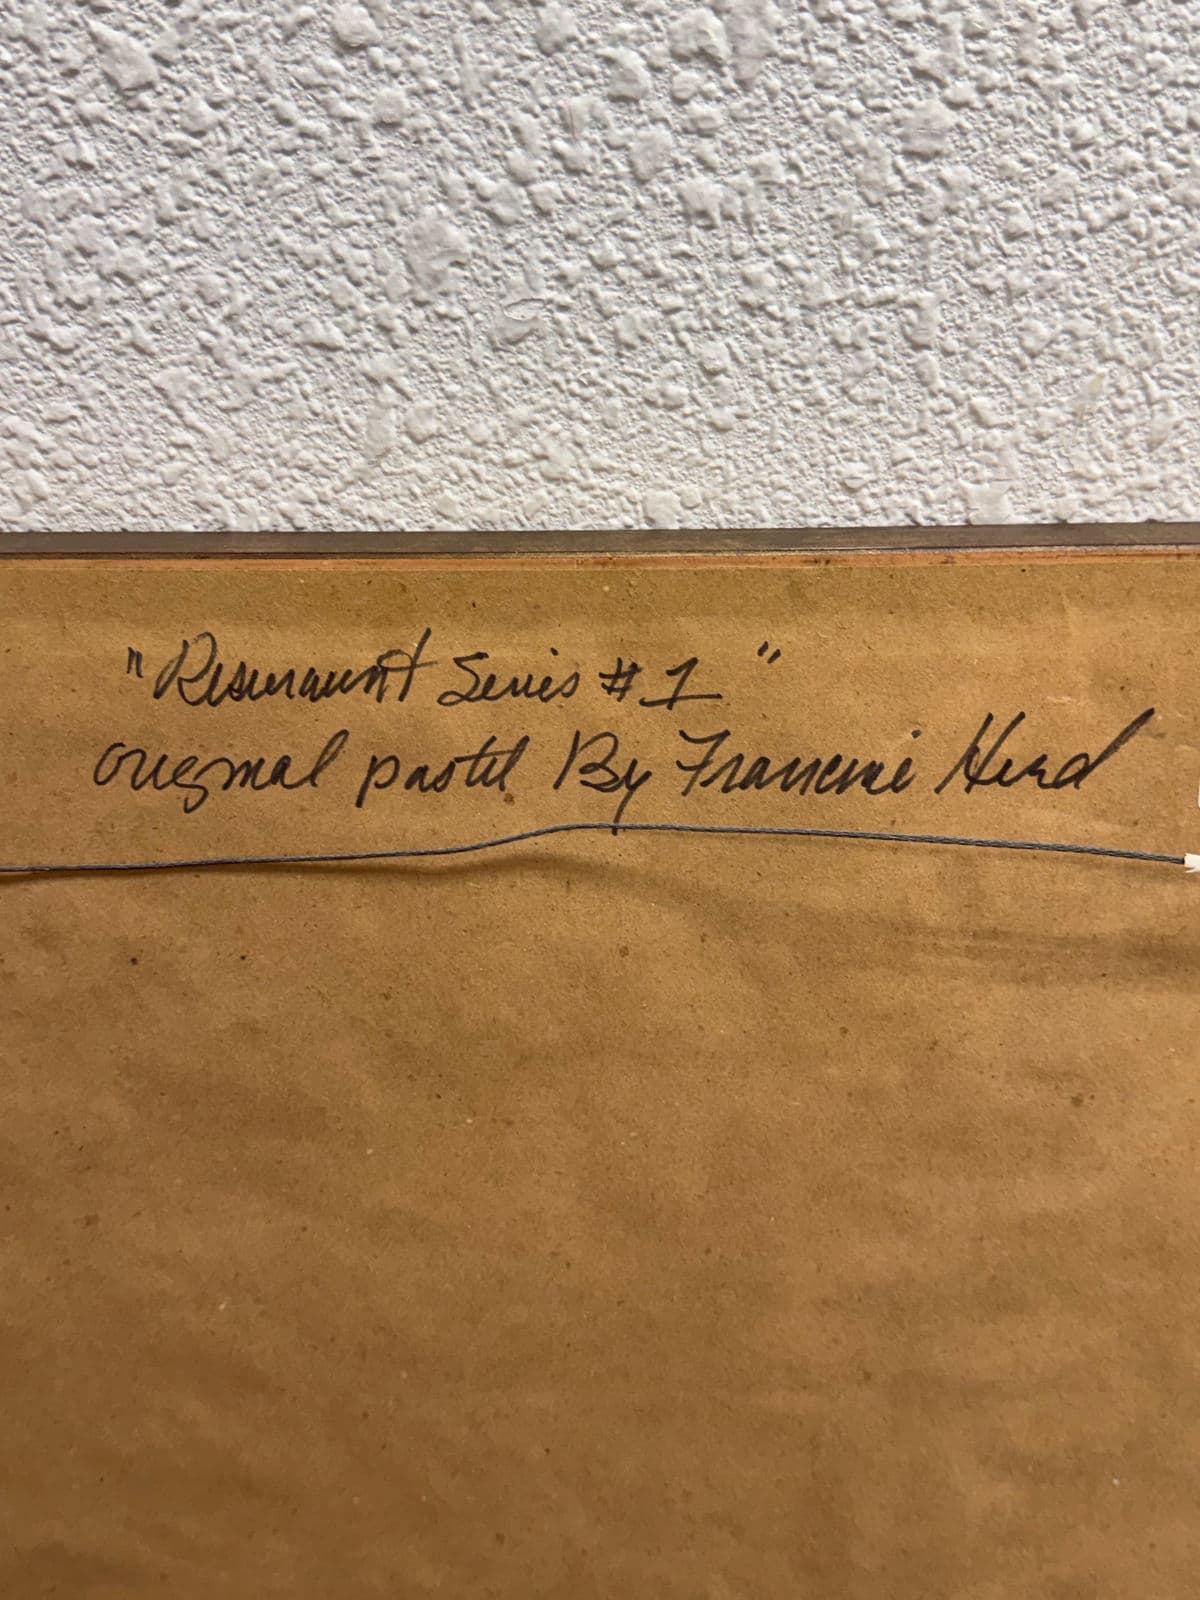 " Series #1 "
original pastel By Francine